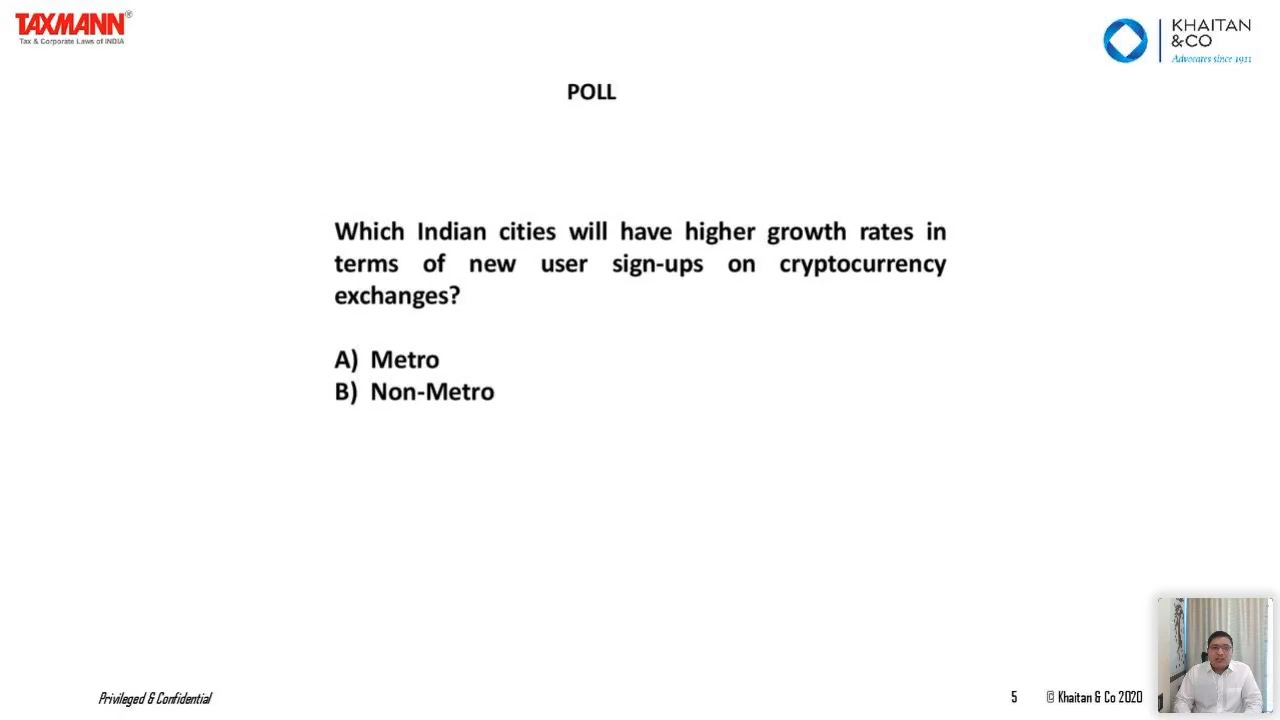 TAXMANN®
Tax & Corporate Laws of INDIA
KHAITAN
&CO
Advocates since 1911
POLL
Which Indian cities will have higher growth rates in
terms of new user sign-ups on cryptocurrency
exchanges?
A) Metro
B) Non-Metro
Privileged & Confidential
5
© Khaitan & Co 2020